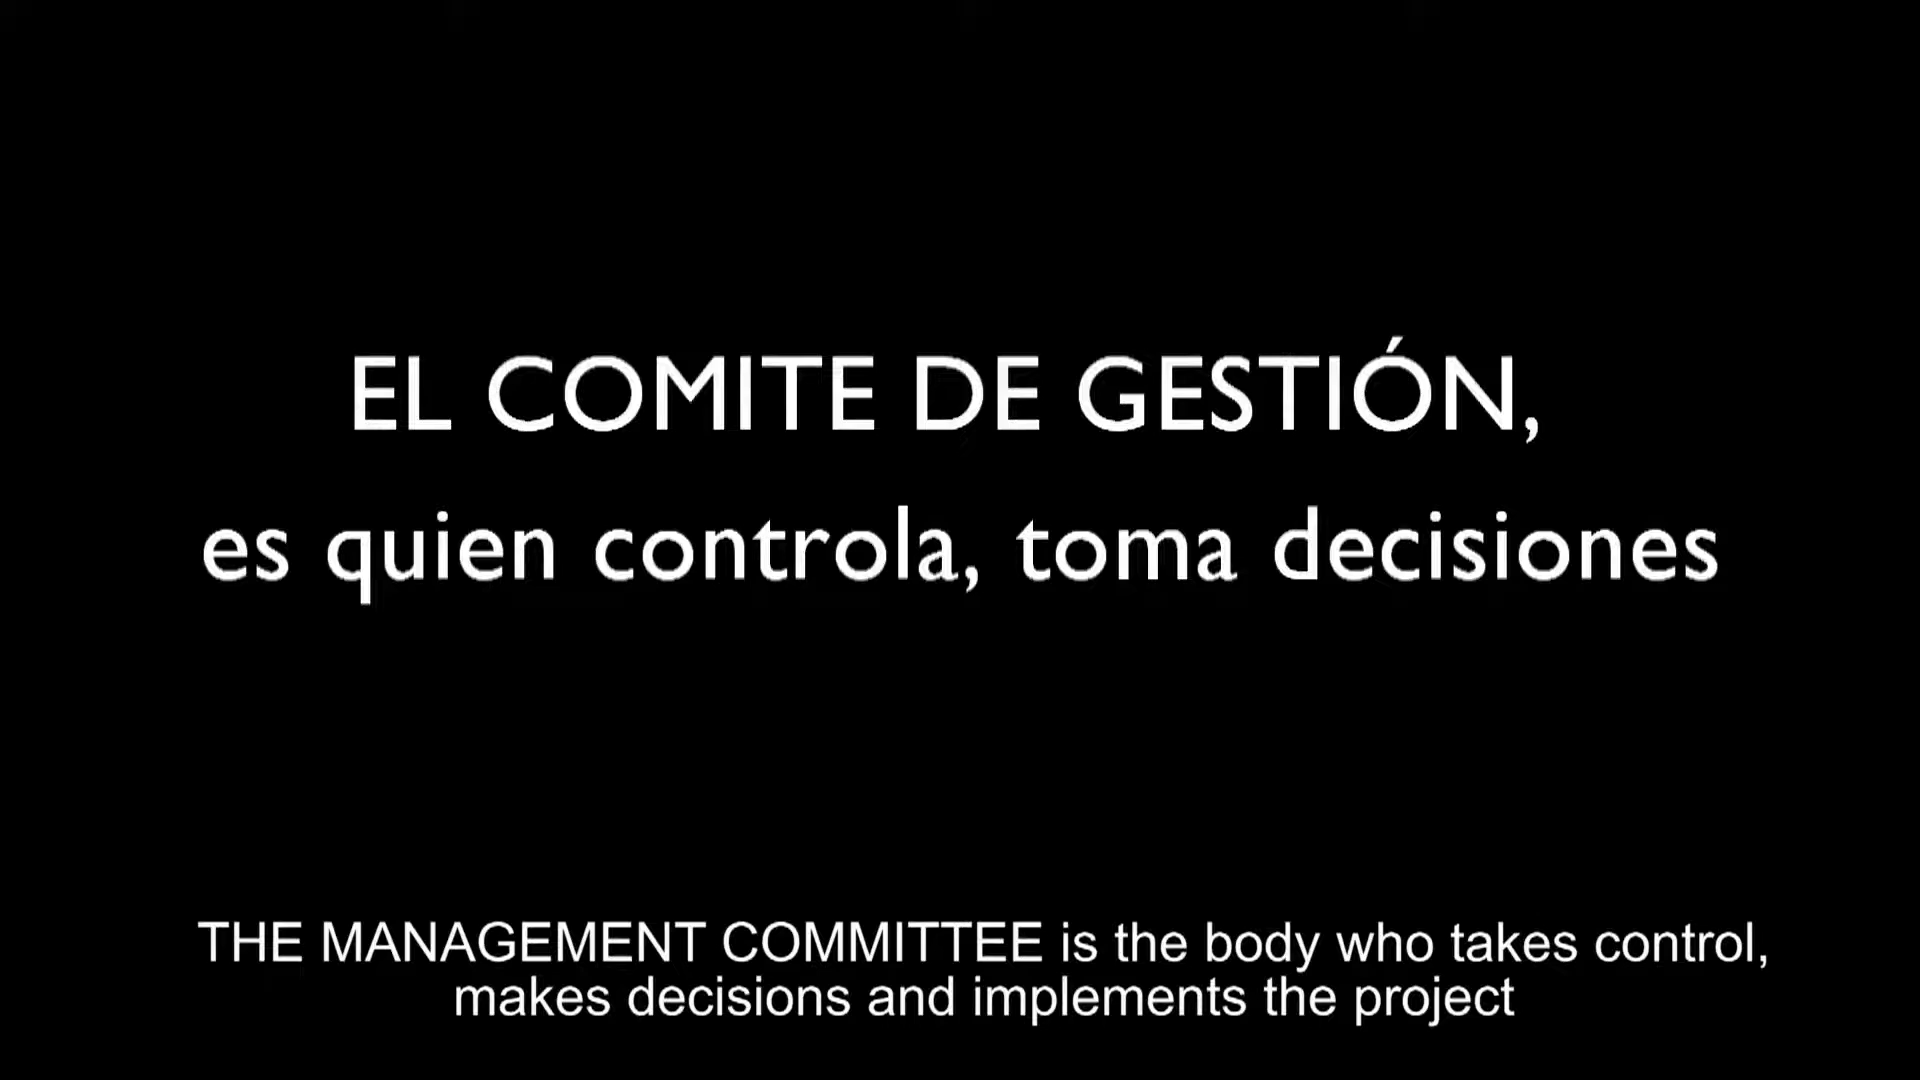 EL COMITE DE GESTIÓN,
es quien controla, toma decisiones
THE MANAGEMENT COMMITTEE is the body who takes control,
makes decisions and implements the project